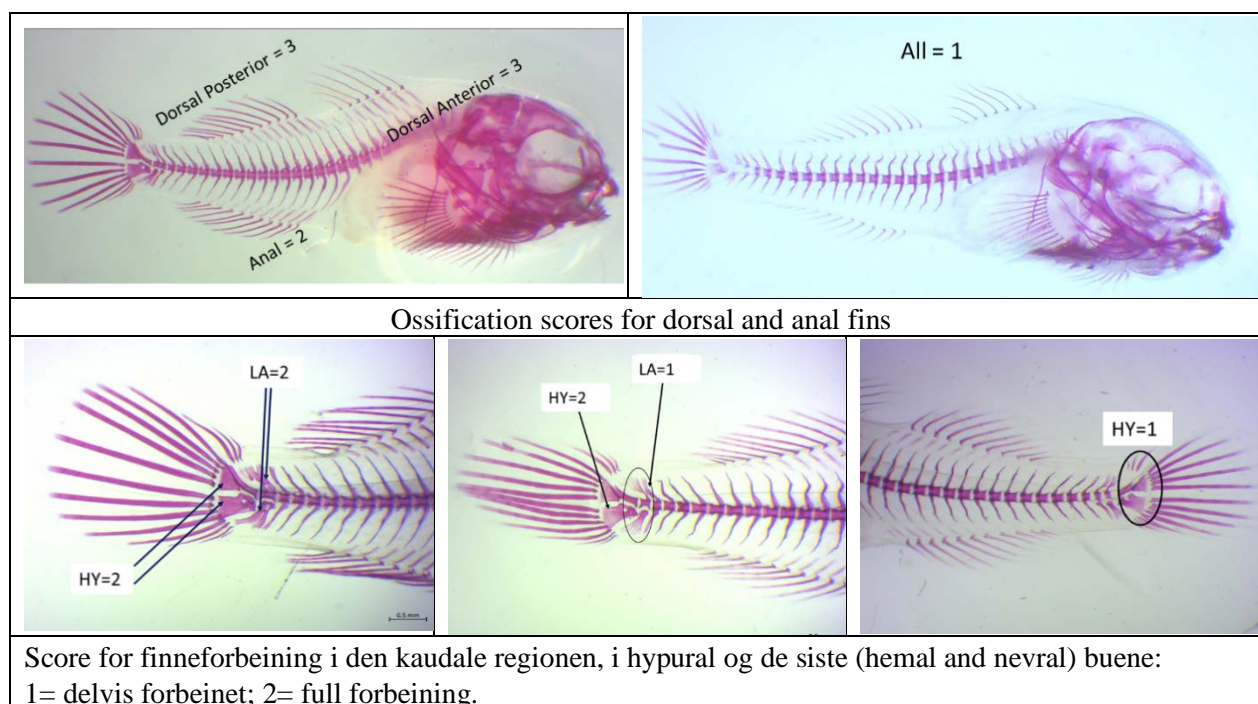 Dorsal Posterior = 3
Dorsal Anterior = 3
Anal = 2
All = 1
Ossification scores for dorsal and anal fins
LA=2
HY=2
0,5 mm
LA=1
HY=2
HY=1
Score for finneforbeining i den kaudale regionen, i hypural og de siste (hemal and nevral) buene:
1= delvis forbeinet; 2= full forbeining.